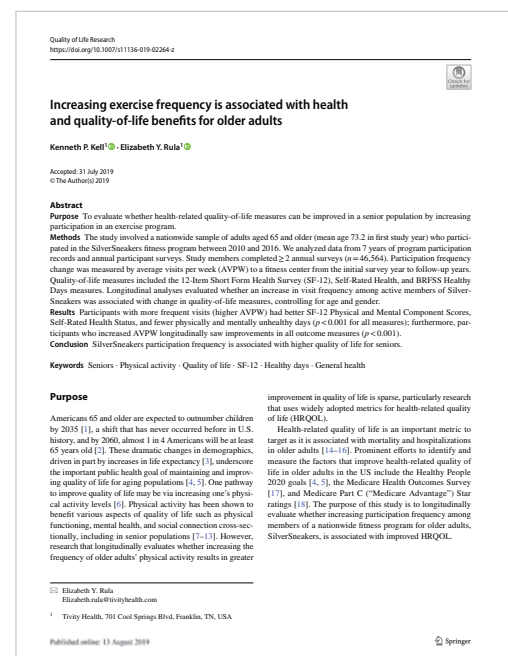 Quality of Life Research
https://doi.org/10.1007/s11136-019-02264-z
Check for
updates
Increasing exercise frequency is associated with health
and quality-of-life benefits for older adults
Kenneth P. Kell1 · Elizabeth Y. Rula1
Accepted: 31 July 2019
© The Author(s) 2019
Abstract
Purpose To evaluate whether health-related quality-of-life measures can be improved in a senior population by increasing
participation in an exercise program.
Methods The study involved a nationwide sample of adults aged 65 and older (mean age 73.2 in first study year) who partici-
pated in the SilverSneakers fitness program between 2010 and 2016. We analyzed data from 7 years of program participation
records and annual participant surveys. Study members completed ≥ 2 annual surveys (n = 46,564). Participation frequency
change was measured by average visits per week (AVPW) to a fitness center from the initial survey year to follow-up years.
Quality-of-life measures included the 12-Item Short Form Health Survey (SF-12), Self-Rated Health, and BRFSS Healthy
Days measures. Longitudinal analyses evaluated whether an increase in visit frequency among active members of Silver-
Sneakers was associated with change in quality-of-life measures, controlling for age and gender.
Results Participants with more frequent visits (higher AVPW) had better SF-12 Physical and Mental Component Scores,
Self-Rated Health Status, and fewer physically and mentally unhealthy days (p < 0.001 for all measures); furthermore, par-
ticipants who increased AVPW longitudinally saw improvements in all outcome measures (p < 0.001).
Conclusion SilverSneakers participation frequency is associated with higher quality of life for seniors.
Keywords Seniors · Physical activity · Quality of life · SF-12 · Healthy days · General health
Purpose
Americans 65 and older are expected to outnumber children
by 2035 [1], a shift that has never occurred before in U.S.
history, and by 2060, almost 1 in 4 Americans will be at least
65 years old [2]. These dramatic changes in demographics,
driven in part by increases in life expectancy [3], underscore
the important public health goal of maintaining and improv-
ing quality of life for aging populations [4, 5]. One pathway
to improve quality of life may be via increasing one's physi-
cal activity levels [6]. Physical activity has been shown to
benefit various aspects of quality of life such as physical
functioning, mental health, and social connection cross-sec-
tionally, including in senior populations [7–13]. However,
research that longitudinally evaluates whether increasing the
frequency of older adults' physical activity results in greater
improvement in quality of life is sparse, particularly research
that uses widely adopted metrics for health-related quality
of life (HRQOL).
Health-related quality of life is an important metric to
target as it is associated with mortality and hospitalizations
in older adults [14–16]. Prominent efforts to identify and
measure the factors that improve health-related quality of
life in older adults in the US include the Healthy People
2020 goals [4, 5], the Medicare Health Outcomes Survey
[17], and Medicare Part C ("Medicare Advantage") Star
ratings [18]. The purpose of this study is to longitudinally
evaluate whether increasing participation frequency among
members of a nationwide fitness program for older adults,
SilverSneakers, is associated with improved HRQOL.
Elizabeth Y. Rula
Elizabeth.rula@tivityhealth.com
1 Tivity Health, 701 Cool Springs Blvd, Franklin, TN, USA
Published online: 13 August 2019
Springer